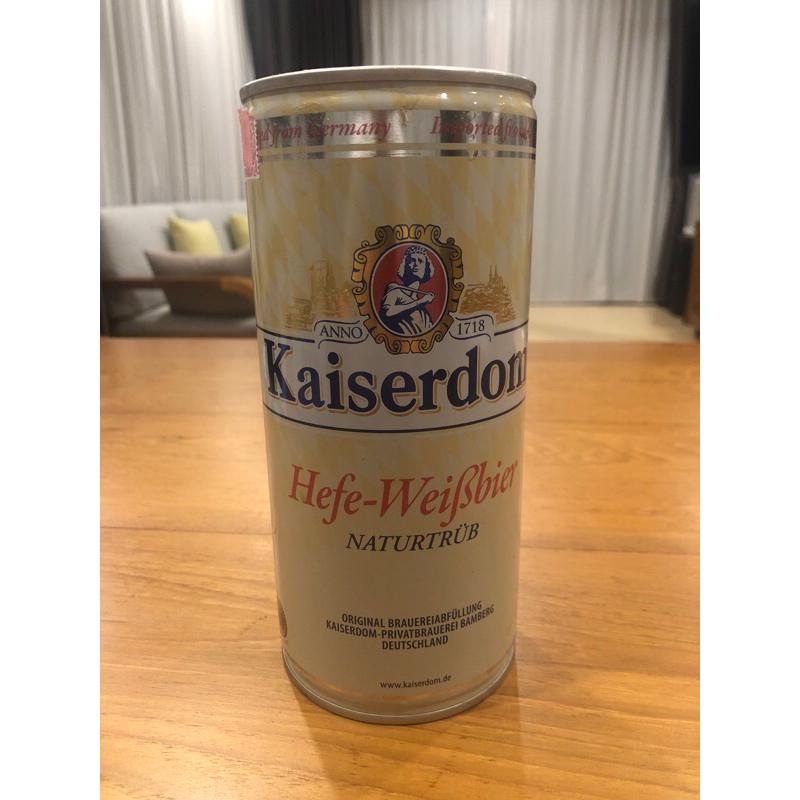 from Germany Imported from
ANNO 1718
Kaiserdom
Hefe-Weißbier
NATURTRÜB
ORIGINAL BRAUEREIABFÜLLUNG
KAISERDOM-PRIVATBRAUEREI BAMBERG
DEUTSCHLAND
www.kaiserdom.de